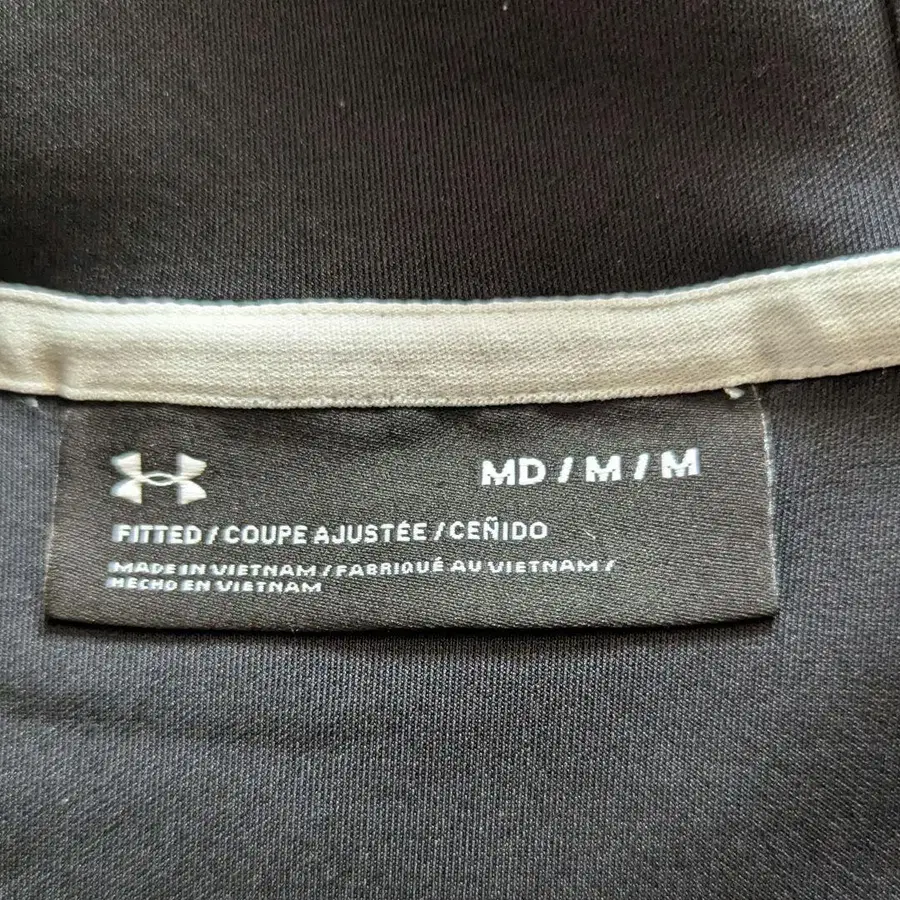 MD / M / M
FITTED / COUPE AJUSTÉE / CEÑIDO
MADE IN VIETNAM / FABRIQUÉ AU VIETNAM /
HECHO EN VIETNAM